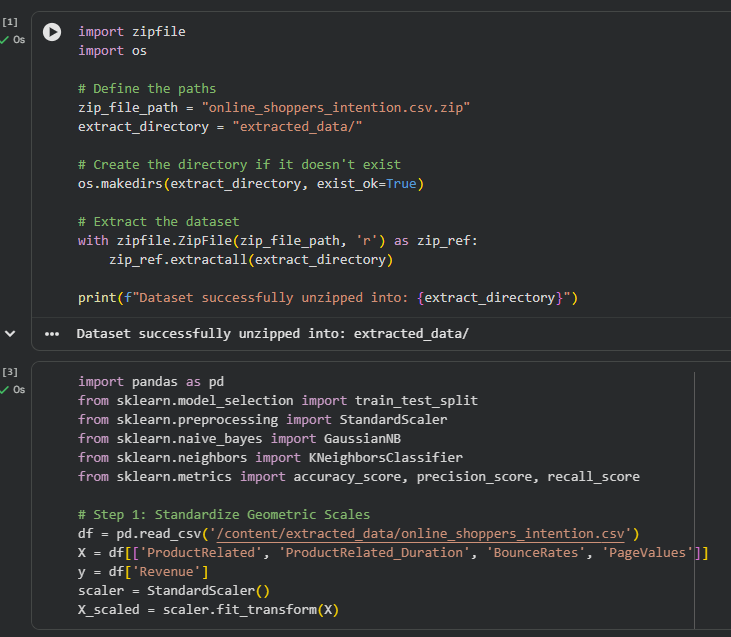 [1]
0s
import zipfile
import os
# Define the paths
zip_file_path = "online_shoppers_intention.csv.zip"
extract_directory = "extracted_data/"
# Create the directory if it doesn't exist
os.makedirs(extract_directory, exist_ok=True)
# Extract the dataset
with zipfile.ZipFile(zip_file_path, 'r') as zip_ref:
    zip_ref.extractall(extract_directory)
print(f"Dataset successfully unzipped into: {extract_directory}")
Dataset successfully unzipped into: extracted_data/
[3]
0s
import pandas as pd
from sklearn.model_selection import train_test_split
from sklearn.preprocessing import StandardScaler
from sklearn.naive_bayes import GaussianNB
from sklearn.neighbors import KNeighborsClassifier
from sklearn.metrics import accuracy_score, precision_score, recall_score
# Step 1: Standardize Geometric Scales
df = pd.read_csv('/content/extracted_data/online_shoppers_intention.csv')
X = df[['ProductRelated', 'ProductRelated_Duration', 'BounceRates', 'PageValues']]
y = df['Revenue']
scaler = StandardScaler()
X_scaled = scaler.fit_transform(X)